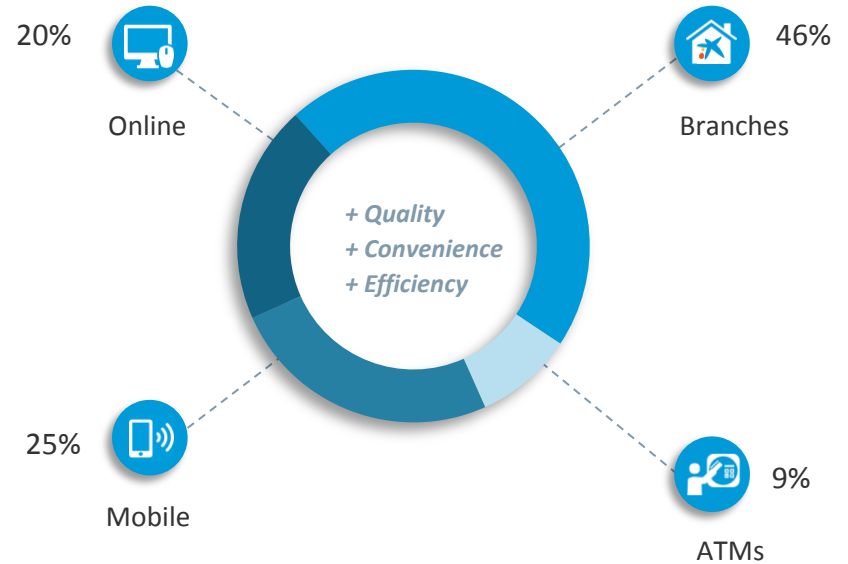 20%
46%
Online
Branches
+ Quality
+ Convenience
+ Efficiency
25%
9%
Mobile
ATMs